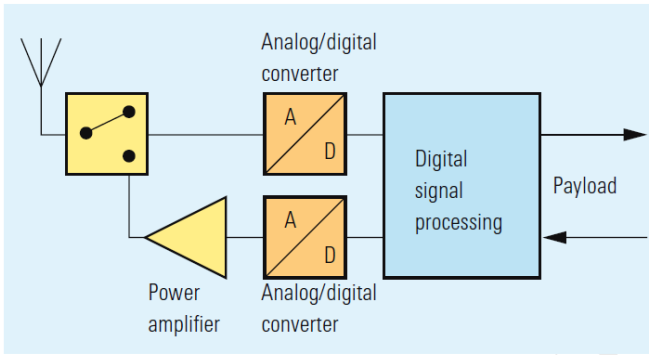 Analog/digital
converter
A
D
Digital
signal
processing
Payload
A
D
Power
amplifier
Analog/digital
converter